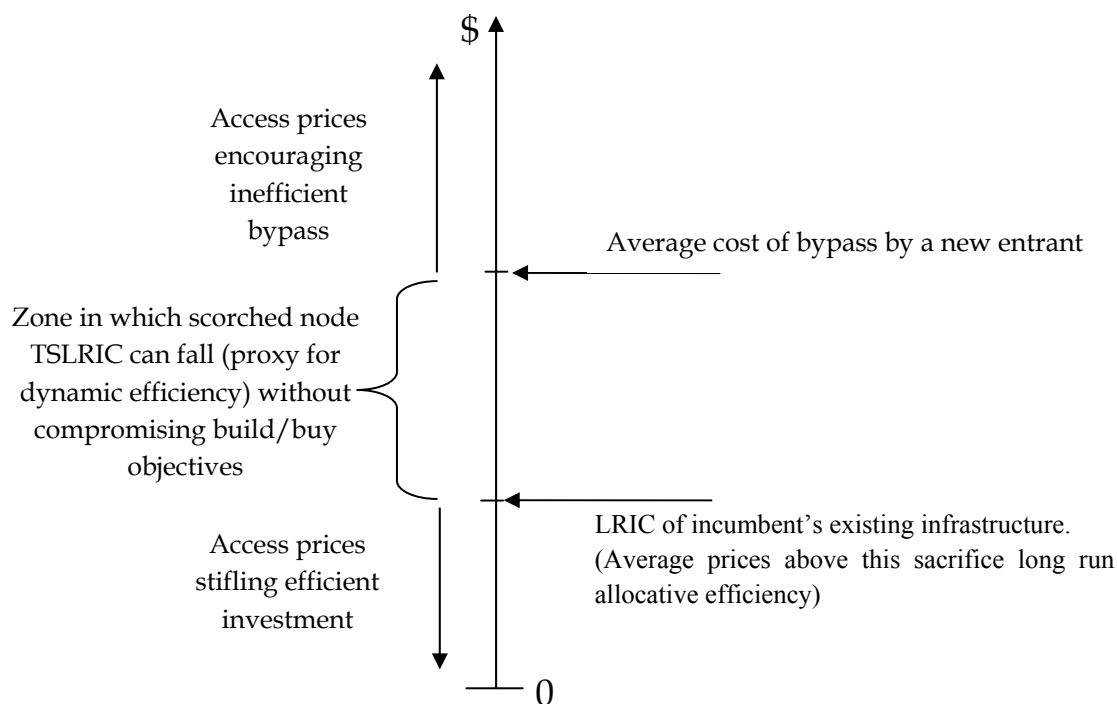 $
Access prices
encouraging
inefficient
bypass
Average cost of bypass by a new entrant
Zone in which scorched node
TSLRIC can fall (proxy for
dynamic efficiency) without
compromising build/buy
objectives
LRIC of incumbent’s existing infrastructure.
(Average prices above this sacrifice long run
allocative efficiency)
Access prices
stifling efficient
investment
0